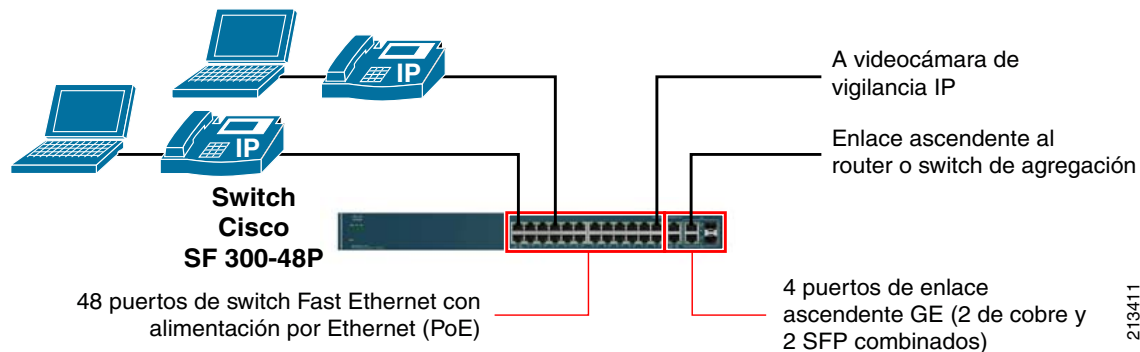 IP
A videocámara de
vigilancia IP
IP
Enlace ascendente al
router o switch de agregación
Switch
Cisco
SF 300-48P
48 puertos de switch Fast Ethernet con
alimentación por Ethernet (PoE)
4 puertos de enlace
ascendente GE (2 de cobre y
2 SFP combinados)
213411